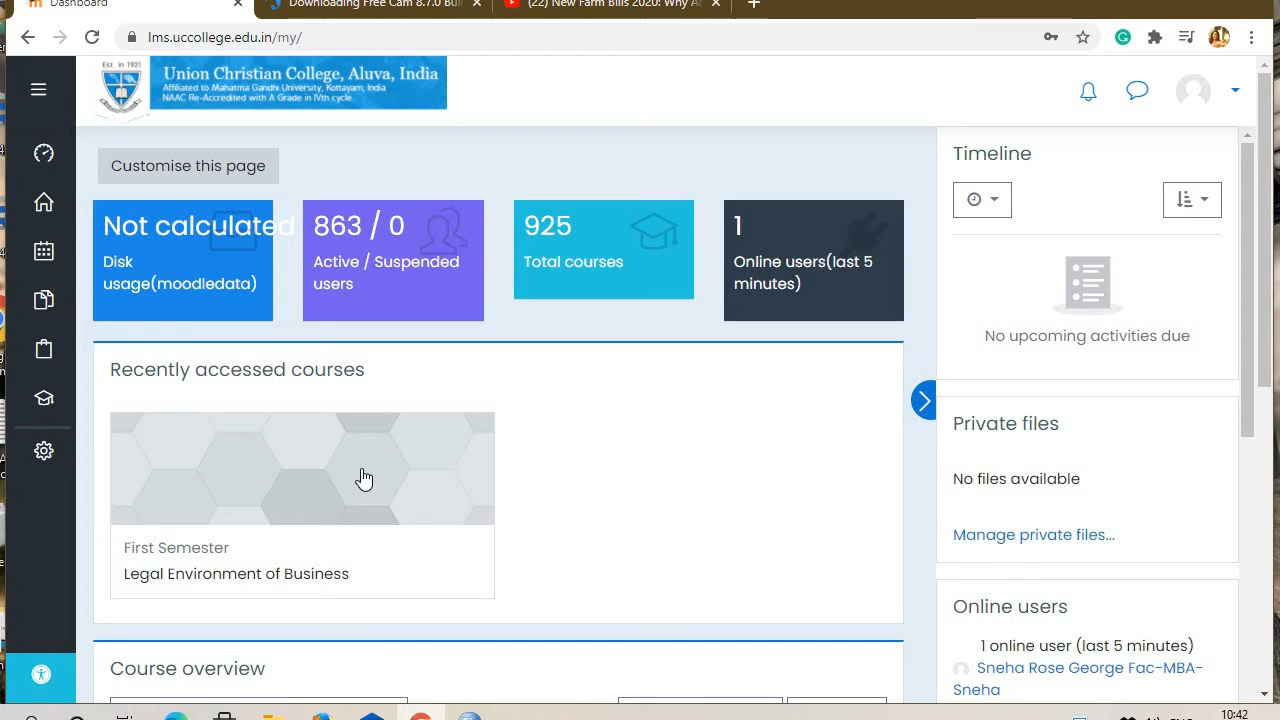 Dashboard
Downloading Free Cam 8.7.0 Bui
(22) New Farm Bills 2020: Why A
lms.uccollege.edu.in/my/
Est. in 1921
Union Christian College, Aluva, India
Affiliated to Mahatma Gandhi University, Kottayam, India
NAAC Re-Accredited with A Grade in IVth cycle
Customise this page
Not calculated
Disk
usage(moodledata)
863 / 0
Active / Suspended
users
925
Total courses
1
Online users(last 5
minutes)
Recently accessed courses
First Semester
Legal Environment of Business
Course overview
Timeline
No upcoming activities due
Private files
No files available
Manage private files...
Online users
1 online user (last 5 minutes)
Sneha Rose George Fac-MBA-
Sneha
10:42